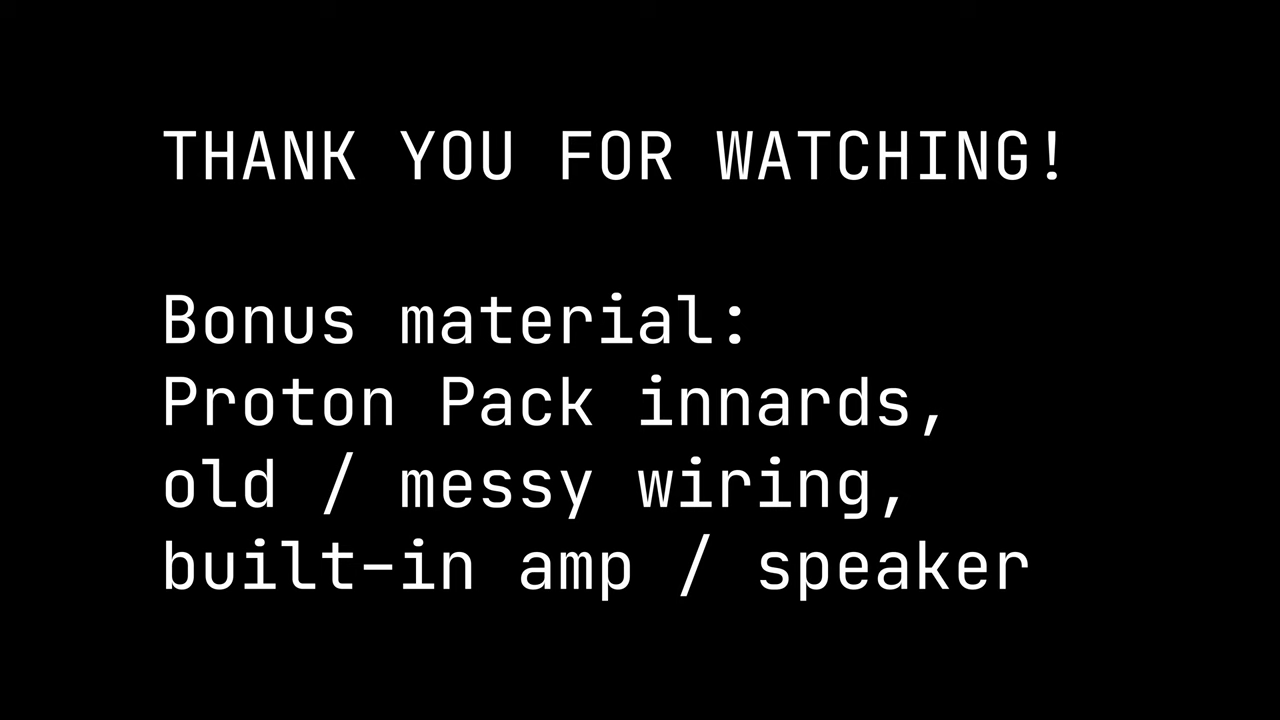 THANK YOU FOR WATCHING!
Bonus material:
Proton Pack innards,
old / messy wiring,
built-in amp / speaker